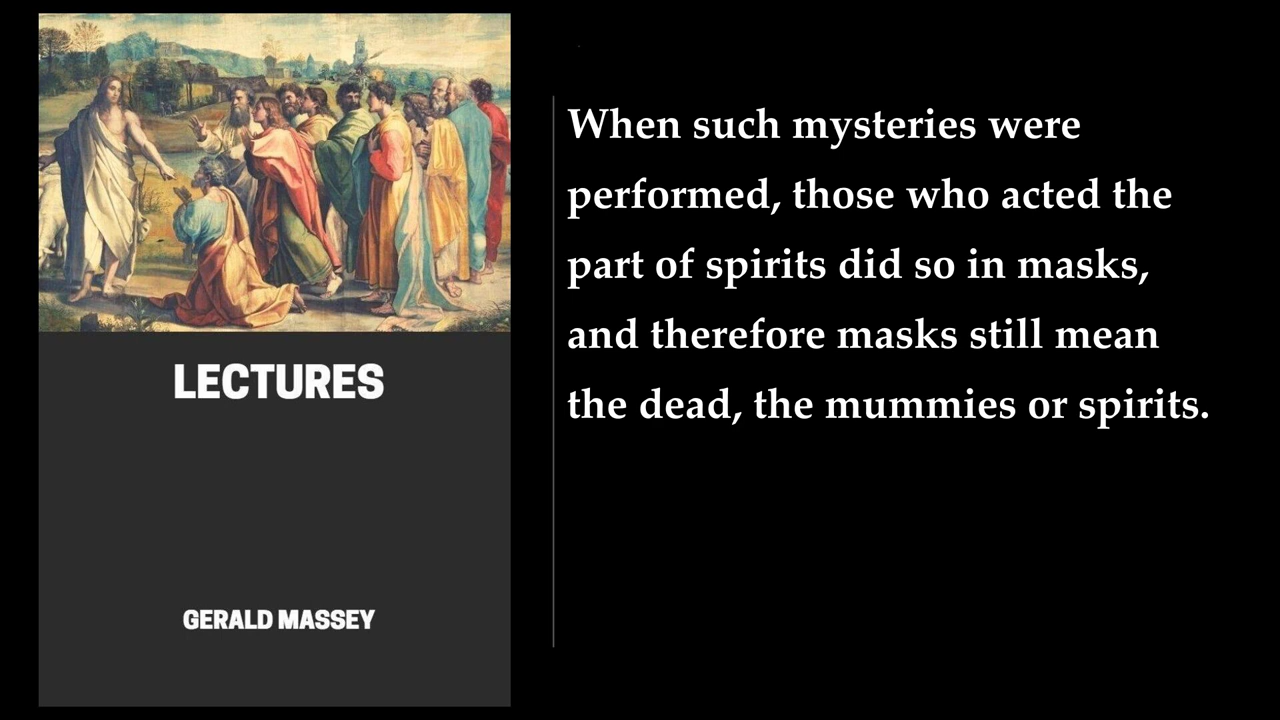 LECTURES
GERALD MASSEY
When such mysteries were
performed, those who acted the
part of spirits did so in masks,
and therefore masks still mean
the dead, the mummies or spirits.